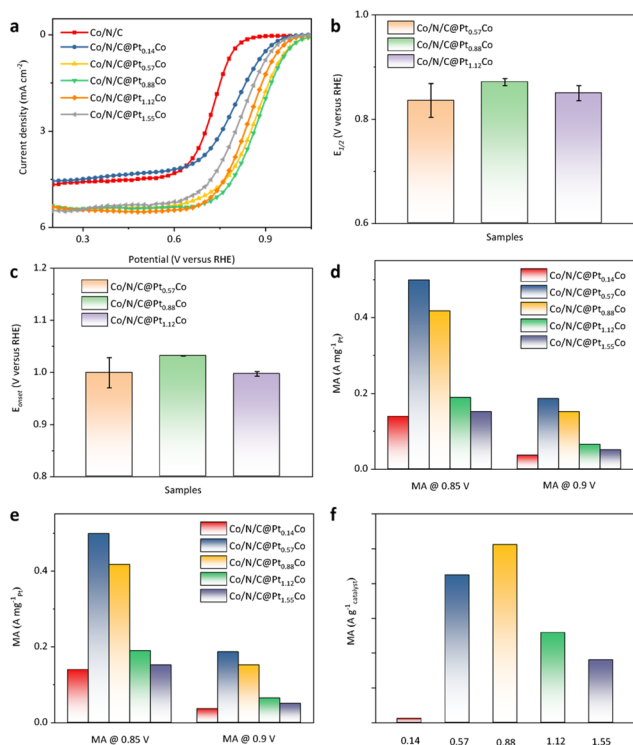 a
Current density (mA cm⁻²)
0
3
6
Co/N/C
Co/N/C@Pt₀.₁₄Co
Co/N/C@Pt₀.₅₇Co
Co/N/C@Pt₀.₈₈Co
Co/N/C@Pt₁.₁₂Co
Co/N/C@Pt₁.₅₅Co
0.3 0.6 0.9
Potential (V versus RHE)
b
E₁/₂ (V versus RHE)
1.0
0.8
0.6
Co/N/C@Pt₀.₅₇Co
Co/N/C@Pt₀.₈₈Co
Co/N/C@Pt₁.₁₂Co
Samples
c
E_onset (V versus RHE)
1.2
1.1
1.0
0.9
0.8
Co/N/C@Pt₀.₅₇Co
Co/N/C@Pt₀.₈₈Co
Co/N/C@Pt₁.₁₂Co
Samples
d
MA (A mg⁻¹Pt)
0.4
0.2
0.0
Co/N/C@Pt₀.₁₄Co
Co/N/C@Pt₀.₅₇Co
Co/N/C@Pt₀.₈₈Co
Co/N/C@Pt₁.₁₂Co
Co/N/C@Pt₁.₅₅Co
MA @ 0.85 V MA @ 0.9 V
e
MA (A mg⁻¹Pt)
0.4
0.2
0.0
Co/N/C@Pt₀.₁₄Co
Co/N/C@Pt₀.₅₇Co
Co/N/C@Pt₀.₈₈Co
Co/N/C@Pt₁.₁₂Co
Co/N/C@Pt₁.₅₅Co
MA @ 0.85 V MA @ 0.9 V
f
MA (A g⁻¹catalyst)
0.14 0.57 0.88 1.12 1.55